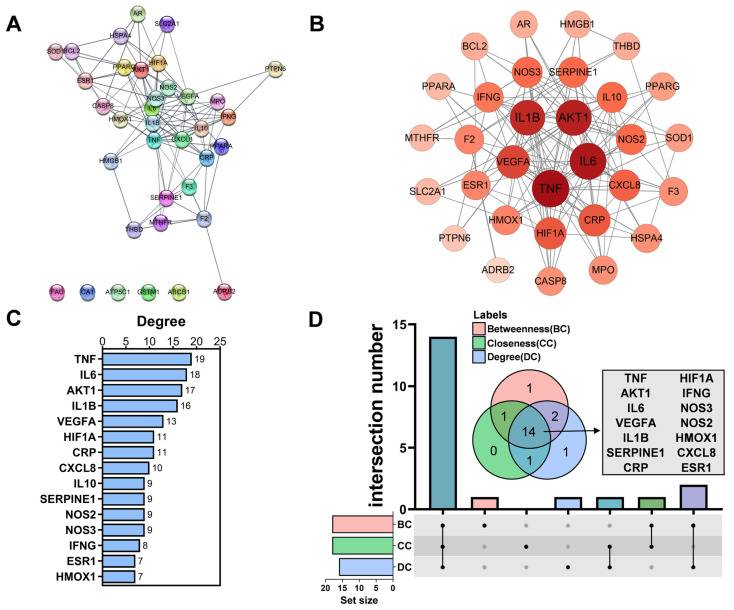 A
AR
SLC2A1
HSPA4
SOD1
BCL2
PPARG
AKT1
HIF1A
PTPN6
ESR1
NOS2
NOS3
VEGFA
CASP8
IL6
MPO
HMOX1
IFNG
IL1B
IL10
TNF
CXCL8
PPARA
HMGB1
CRP
F3
SERPINE1
MTHFR
F2
THBD
CAT
ATP5C1
GSTM1
ABCB1
ADRB2
B
AR
HMGB1
BCL2
THBD
NOS3
SERPINE1
PPARA
IFNG
IL10
PPARG
IL1B
AKT1
MTHFR
F2
NOS2
SOD1
VEGFA
IL6
SLC2A1
ESR1
TNF
CXCL8
F3
HMOX1
CRP
PTPN6
HIF1A
HSPA4
ADRB2
CASP8
MPO
C
Degree
0 5 10 15 20 25
TNF 19
IL6 18
AKT1 17
IL1B 16
VEGFA 13
HIF1A 11
CRP 11
CXCL8 10
IL10 9
SERPINE1 9
NOS2 9
NOS3 9
IFNG 8
ESR1 7
HMOX1 7
D
Labels
Betweenness(BC)
Closeness(CC)
Degree(DC)
intersection number
15
10
5
0
1
1 2
14
0 1 1
TNF HIF1A
AKT1 IFNG
IL6 NOS3
VEGFA NOS2
IL1B HMOX1
SERPINE1 CXCL8
CRP ESR1
BC
CC
DC
20 15 10 5 0
Set size